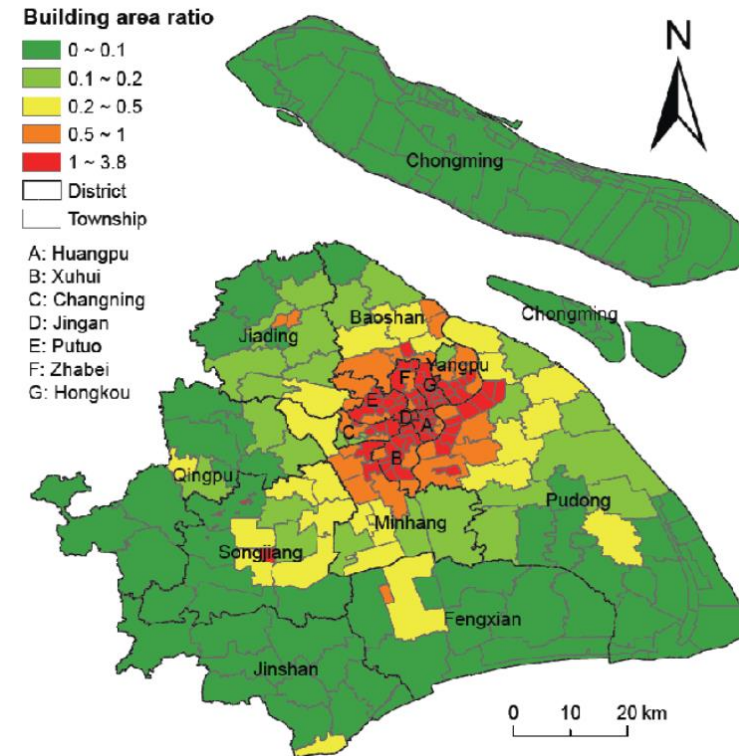 Building area ratio
0 ~ 0.1
0.1 ~ 0.2
0.2 ~ 0.5
0.5 ~ 1
1 ~ 3.8
District
Township
A: Huangpu
B: Xuhui
C: Changning
D: Jingan
E: Putuo
F: Zhabei
G: Hongkou
N
Chongming
Chongming
Baoshan
Jiading
Yangpu
F
G
E
D
A
C
B
Qingpu
Pudong
Minhang
Songjiang
Fengxian
Jinshan
0 10 20 km